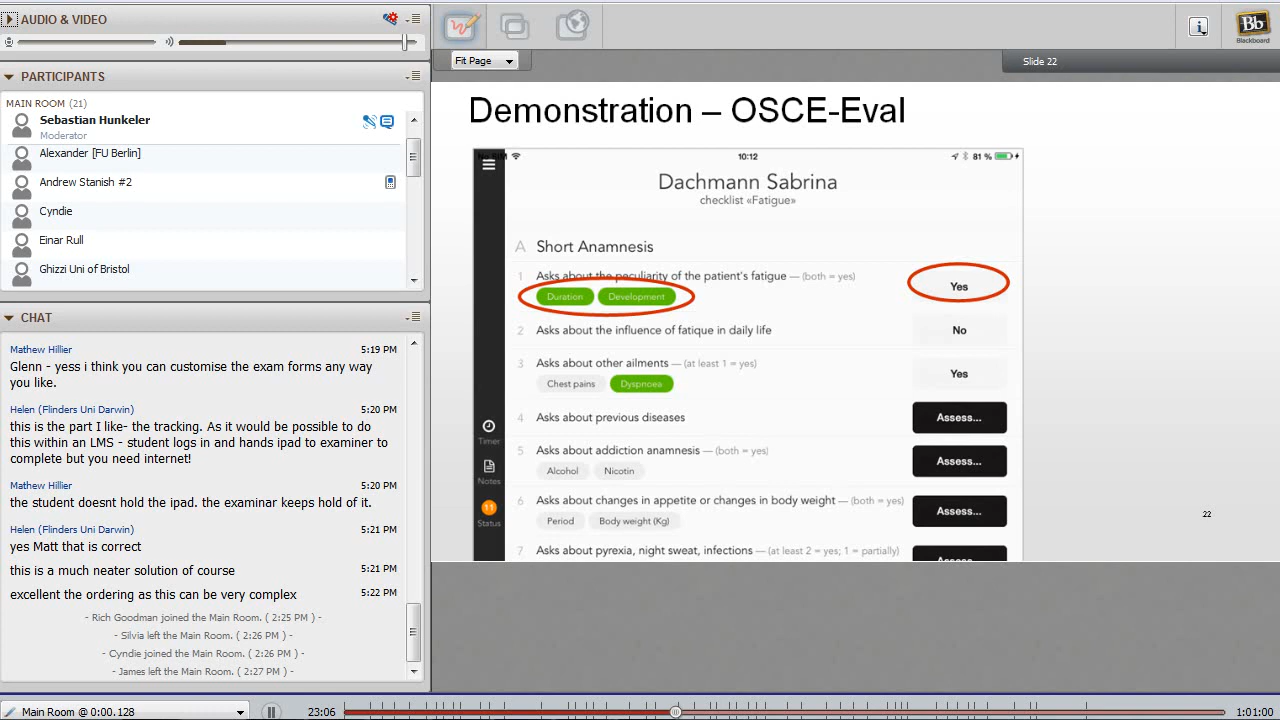 AUDIO & VIDEO
PARTICIPANTS
MAIN ROOM (21)
Sebastian Hunkeler
Moderator
Alexander [FU Berlin]
Andrew Standish #2
Cyndie
Einar Rull
Ghizzi Uni of Bristol
CHAT
Mathew Hillier 5:19 PM
helen - yess i think you can customise the exam forms any way you like.
Helen (Flinders Uni Darwin) 5:20 PM
this is the part I like- the tracking. As it would be possible to do this within an LMS - student logs in and hands iead to examiner to complete but you need internet!
Mathew Hillier 5:20 PM
student doesn't hold the ipad. the examiner keeps hold of it.
Helen (Flinders Uni Darwin) 5:21 PM
yes Matt that is correct
this is a much neater solution of course 5:21 PM
excellent the ordering as this can be very complex 5:22 PM
- Rich Goodman joined the Main Room. ( 2:25 PM ) -
- Silvia left the Main Room. ( 2:26 PM ) -
- Cyndie joined the Main Room. ( 2:26 PM ) -
- James left the Main Room. ( 2:27 PM ) -
Main Room @ 0:00.128
23:06
1:01:00
Fit Page
Slide 22
Bb
Blackboard
Demonstration – OSCE-Eval
10:12
81 %
Dachmann Sabrina
checklist «Fatigue»
A Short Anamnesis
1 Asks about the peculiarity of the patient's fatigue — (both = yes) Yes
Duration Development
2 Asks about the influence of fatique in daily life No
3 Asks about other ailments — (at least 1 = yes) Yes
Chest pains Dyspnoea
4 Asks about previous diseases Assess...
5 Asks about addiction anamnesis — (both = yes) Assess...
Alcohol Nicotin
6 Asks about changes in appetite or changes in body weight — (both = yes) Assess...
Period Body weight (Kg)
7 Asks about pyrexia, night sweat, infections — (at least 2 = yes; 1 = partially) Assess...
Timer
Notes
11
Status
22